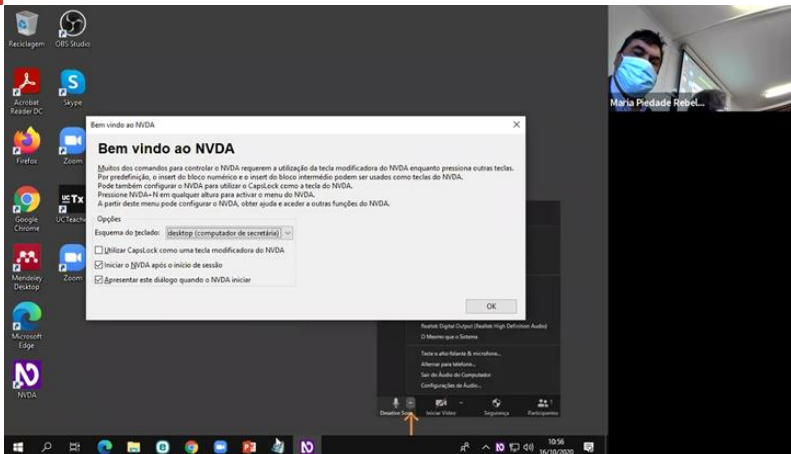 Reciclagem
OBS Studio
Acrobat
Reader DC
Skype
Firefox
Zoom
Google
Chrome
UCTeache
Mendeley
Desktop
Zoom
Microsoft
Edge
NVDA
Bem vindo ao NVDA
Bem vindo ao NVDA
Muitos dos comandos para controlar o NVDA requerem a utilização da tecla modificadora do NVDA enquanto pressiona outras teclas.
Por predefinição, o insert do bloco numérico e o insert do bloco intermédio podem ser usados como teclas do NVDA.
Pode também configurar o NVDA para utilizar o CapsLock como a tecla do NVDA.
Pressione NVDA+N em qualquer altura para activar o menu do NVDA.
A partir deste menu pode configurar o NVDA, obter ajuda e aceder a outras funções do NVDA.
Opções
Esquema do teclado: desktop (computador de secretária)
Utilizar CapsLock como uma tecla modificadora do NVDA
Iniciar o NVDA após o início de sessão
Apresentar este diálogo quando o NVDA iniciar
OK
Realtek Digital Output (Realtek High Definition Audio)
O Mesmo que o Sistema
Teste o alto-falante & microfone...
Alternar para telefone...
Sair do Áudio do Computador
Configurações de Áudio...
Desative Som
Iniciar Vídeo
Segurança
Participantes
1
10:56
16/10/2020
Maria Piedade Rebel...